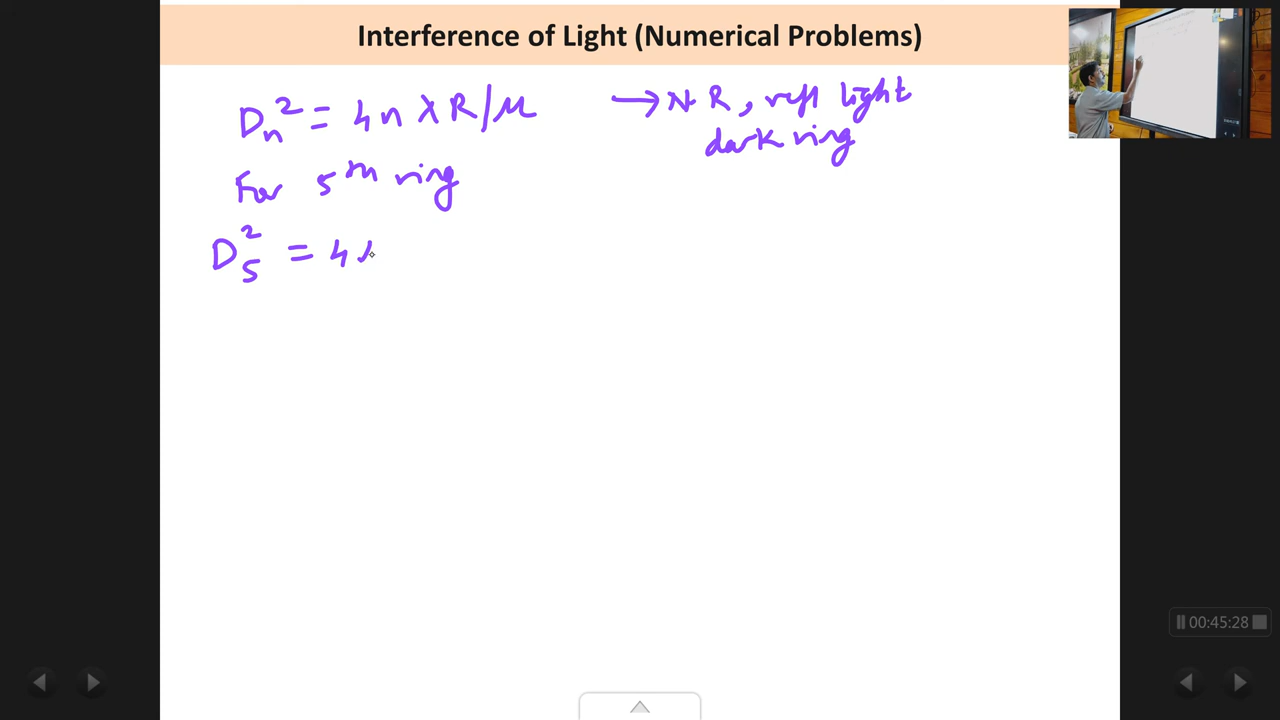 Interference of Light (Numerical Problems)
Dn² = 4nλR/μ → NR, refl light
dark ring
For 5th ring
D₅² = 4
00:45:28